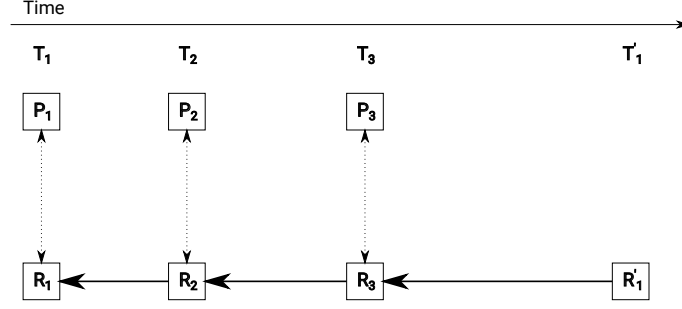 Time
T₁ T₂ T₃ T'₁
P₁ P₂ P₃
R₁ R₂ R₃ R'₁